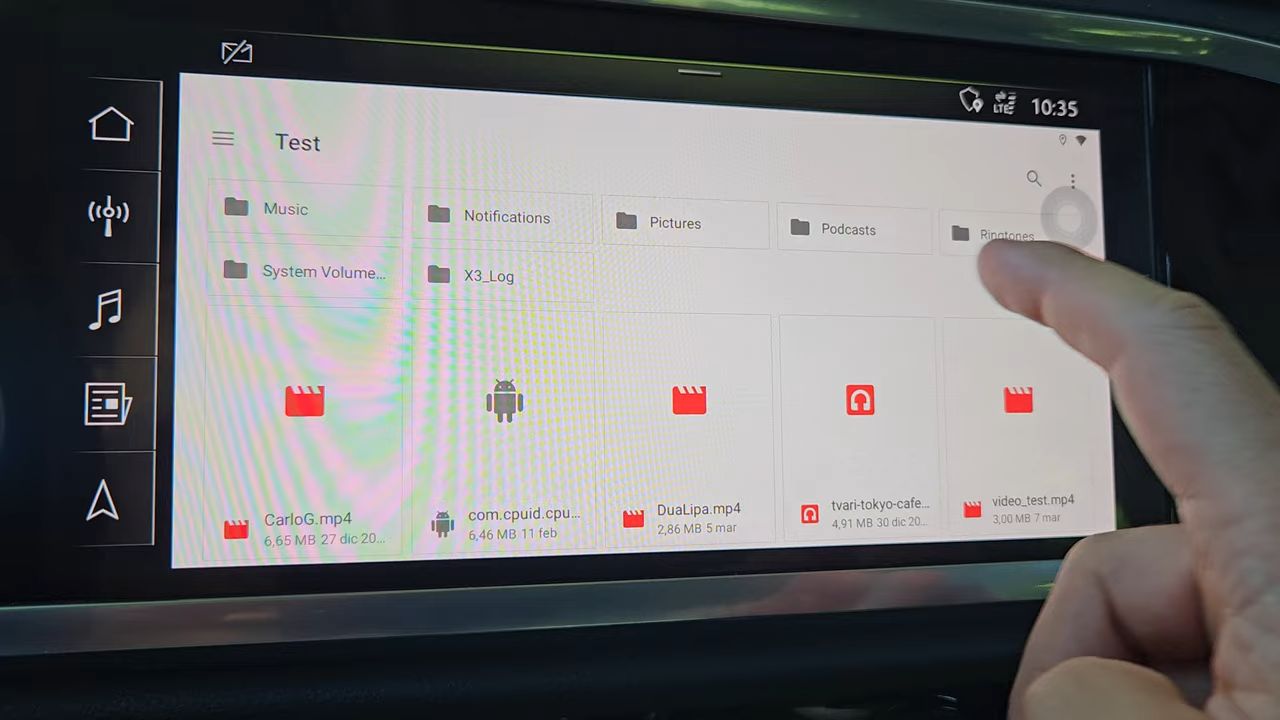 LTE 10:35
Test
Music
Notifications
Pictures
Podcasts
Ringtones
System Volume...
X3_Log
CarloG.mp4
6,65 MB 27 dic 20...
com.cpuid.cpu...
6,46 MB 11 feb
DuaLipa.mp4
2,86 MB 5 mar
tvari-tokyo-cafe...
4,91 MB 30 dic 20...
video_test.mp4
3,00 MB 7 mar